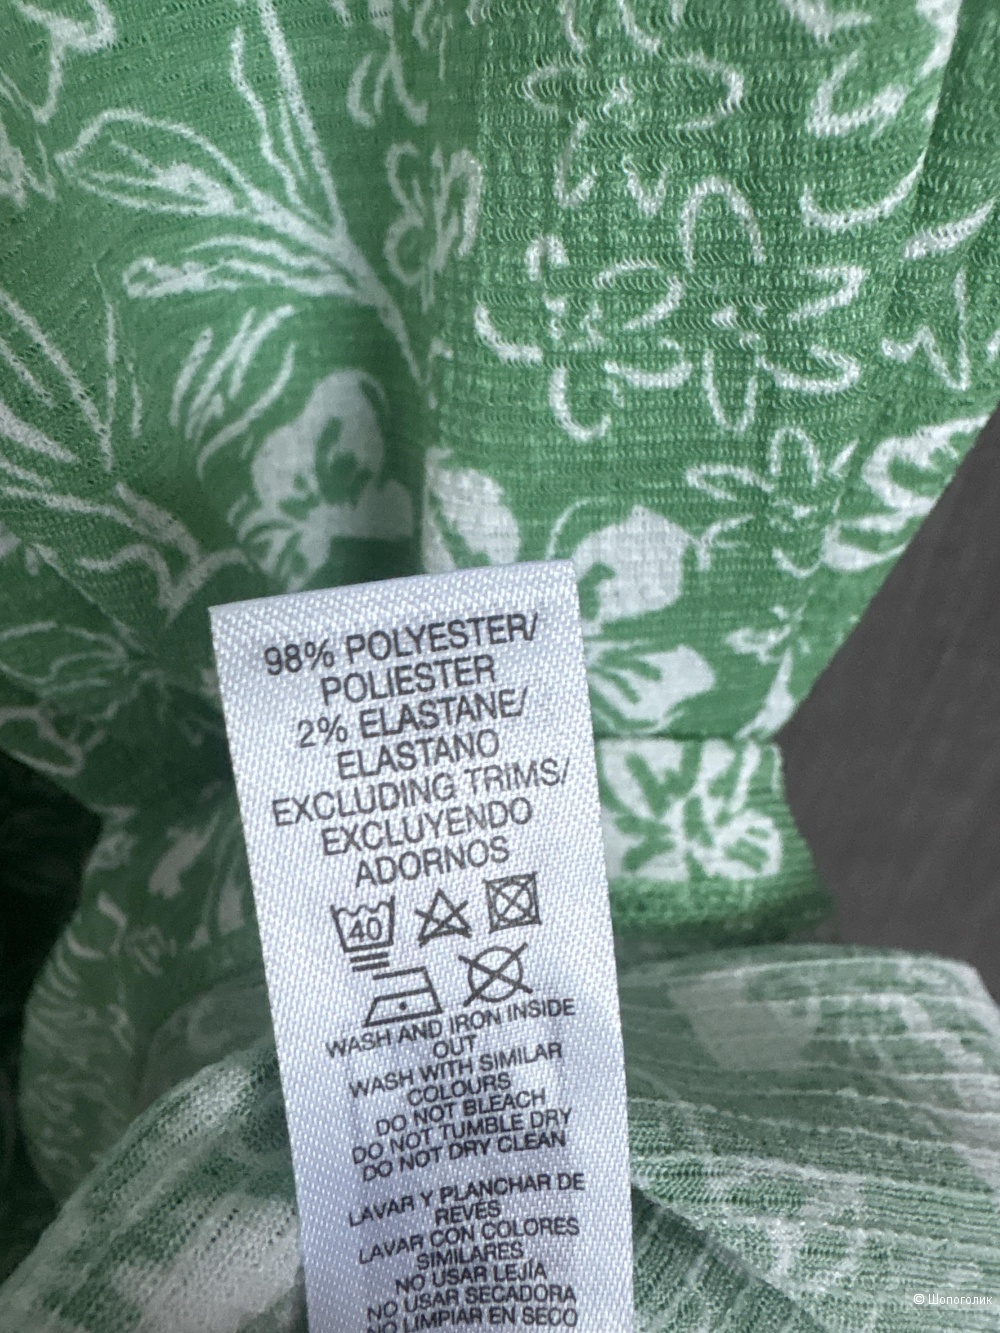 98% POLYESTER/
POLIESTER
2% ELASTANE/
ELASTANO
EXCLUDING TRIMS/
EXCLUYENDO
ADORNOS
40
WASH AND IRON INSIDE
OUT
WASH WITH SIMILAR
COLOURS
DO NOT BLEACH
DO NOT TUMBLE DRY
DO NOT DRY CLEAN
LAVAR Y PLANCHAR DE
REVES
LAVAR CON COLORES
SIMILARES
NO USAR LEJÍA
NO USAR SECADORA
NO LIMPIAR EN SECO
© Шопоголик